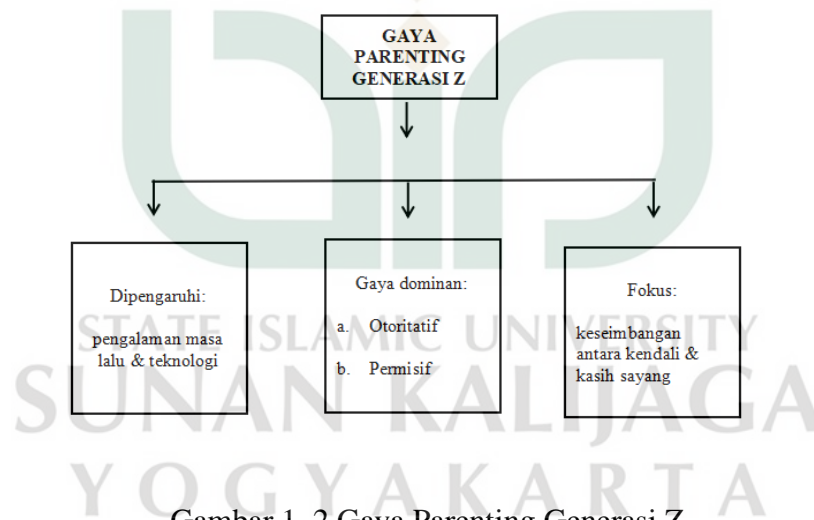 GAYA
PARENTING
GENERASI Z
Dipengaruhi:
pengalaman masa
lalu & teknologi
Gaya dominan:
a. Otoritatif
b. Permisif
Fokus:
keseimbangan
antara kendali &
kasih sayang
STATE ISLAMIC UNIVERSITY
SUNAN KALIJAGA
YOGYAKARTA
Gambar 1. 2 Gaya Parenting Generasi Z